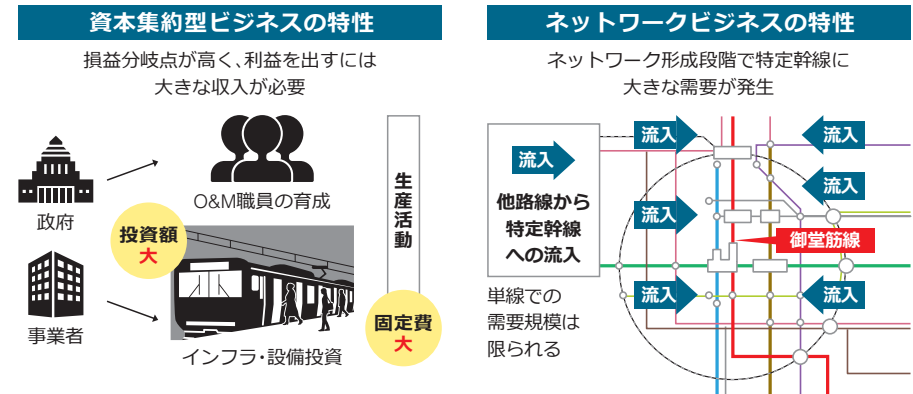 資本集約型ビジネスの特性
損益分岐点が高く、利益を出すには
大きな収入が必要
政府
事業者
投資額
大
O&M職員の育成
インフラ・設備投資
生産活動
固定費
大
ネットワークビジネスの特性
ネットワーク形成段階で特定幹線に
大きな需要が発生
流入
他路線から
特定幹線
への流入
単線での
需要規模は
限られる
流入
流入
流入
流入
流入
御堂筋線
流入
流入